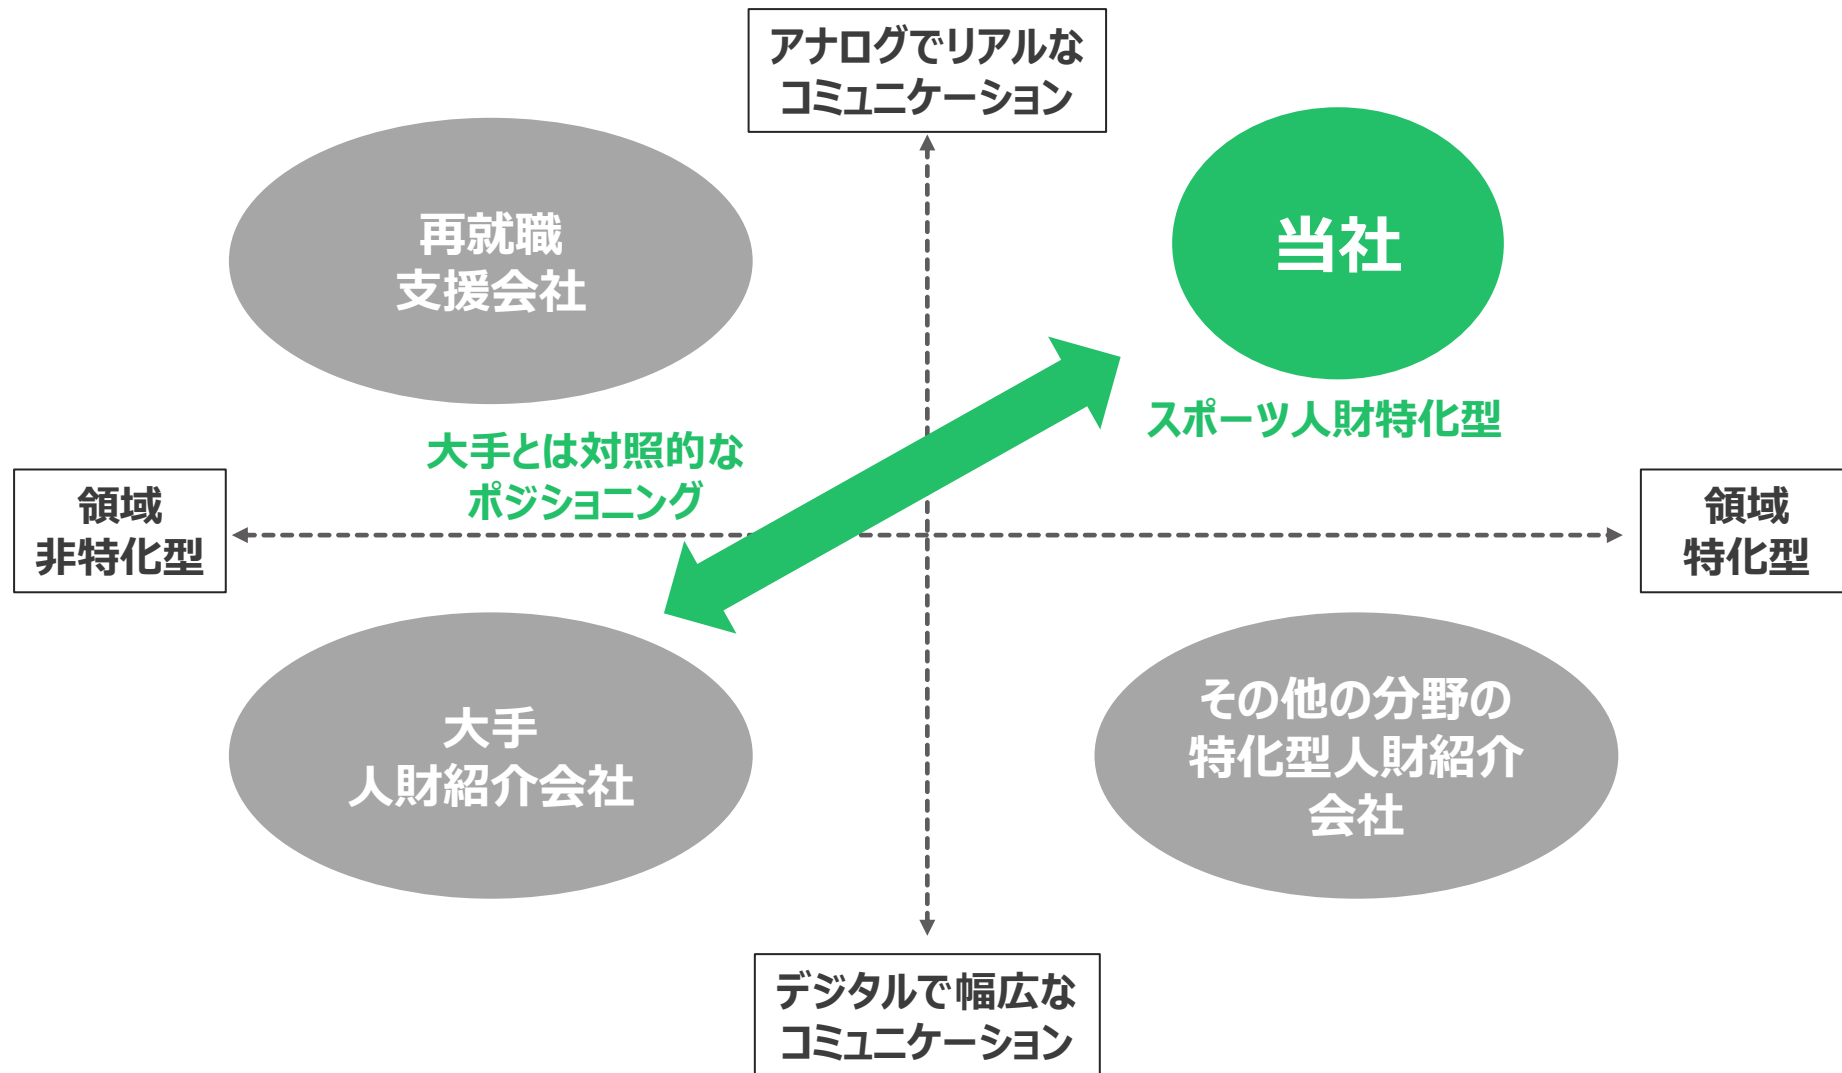 アナログでリアルな
コミュニケーション
再就職
支援会社
当社
スポーツ人財特化型
大手とは対照的な
ポジショニング
領域
非特化型
領域
特化型
大手
人財紹介会社
その他の分野の
特化型人財紹介
会社
デジタルで幅広な
コミュニケーション